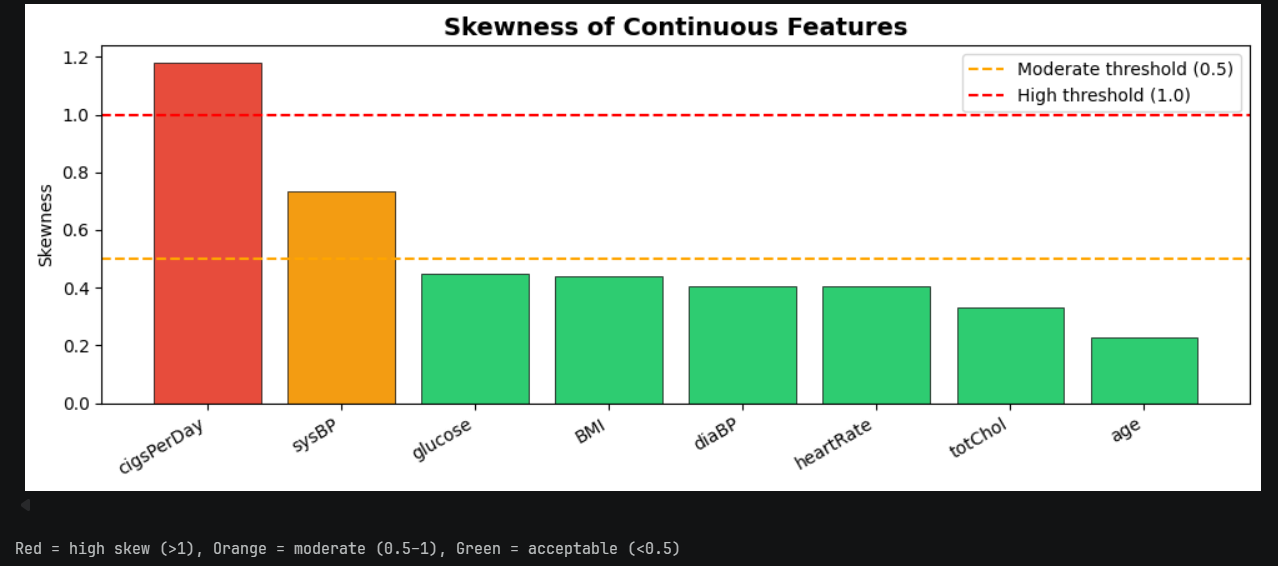 Skewness of Continuous Features
Moderate threshold (0.5)
High threshold (1.0)
Skewness
1.2
1.0
0.8
0.6
0.4
0.2
0.0
cigsPerDay
sysBP
glucose
BMI
diaBP
heartRate
totChol
age
Red = high skew (>1), Orange = moderate (0.5–1), Green = acceptable (<0.5)